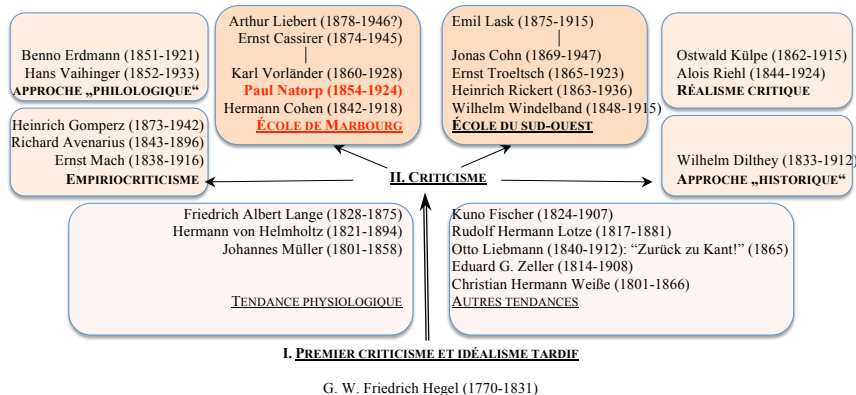 Benno Erdmann (1851-1921)
Hans Vaihinger (1852-1933)
APPROCHE „PHILOLOGIQUE“
Arthur Liebert (1878-1946?)
Ernst Cassirer (1874-1945)
Karl Vorländer (1860-1928)
Paul Natorp (1854-1924)
Hermann Cohen (1842-1918)
ÉCOLE DE MARBOURG
Emil Lask (1875-1915)
Jonas Cohn (1869-1947)
Ernst Troeltsch (1865-1923)
Heinrich Rickert (1863-1936)
Wilhelm Windelband (1848-1915)
ÉCOLE DU SUD-OUEST
Ostwald Külpe (1862-1915)
Alois Riehl (1844-1924)
RÉALISME CRITIQUE
Heinrich Gomperz (1873-1942)
Richard Avenarius (1843-1896)
Ernst Mach (1838-1916)
EMPIRIOCRITICISME
II. CRITICISME
Wilhelm Dilthey (1833-1912)
APPROCHE „HISTORIQUE“
Friedrich Albert Lange (1828-1875)
Hermann von Helmholtz (1821-1894)
Johannes Müller (1801-1858)
TENDANCE PHYSIOLOGIQUE
Kuno Fischer (1824-1907)
Rudolf Hermann Lotze (1817-1881)
Otto Liebmann (1840-1912): “Zurück zu Kant!” (1865)
Eduard G. Zeller (1814-1908)
Christian Hermann Weiße (1801-1866)
AUTRES TENDANCES
I. PREMIER CRITICISME ET IDÉALISME TARDIF
G. W. Friedrich Hegel (1770-1831)